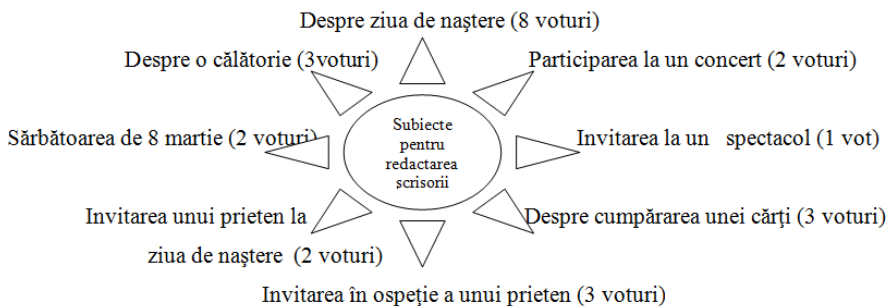 Despre ziua de naştere (8 voturi)
Despre o călătorie (3voturi)
Participarea la un concert (2 voturi)
Sărbătoarea de 8 martie (2 voturi)
Subiecte
pentru
redactarea
scrisorii
Invitarea la un spectacol (1 vot)
Invitarea unui prieten la
ziua de naştere (2 voturi)
Despre cumpărarea unei cărţi (3 voturi)
Invitarea în ospeţie a unui prieten (3 voturi)